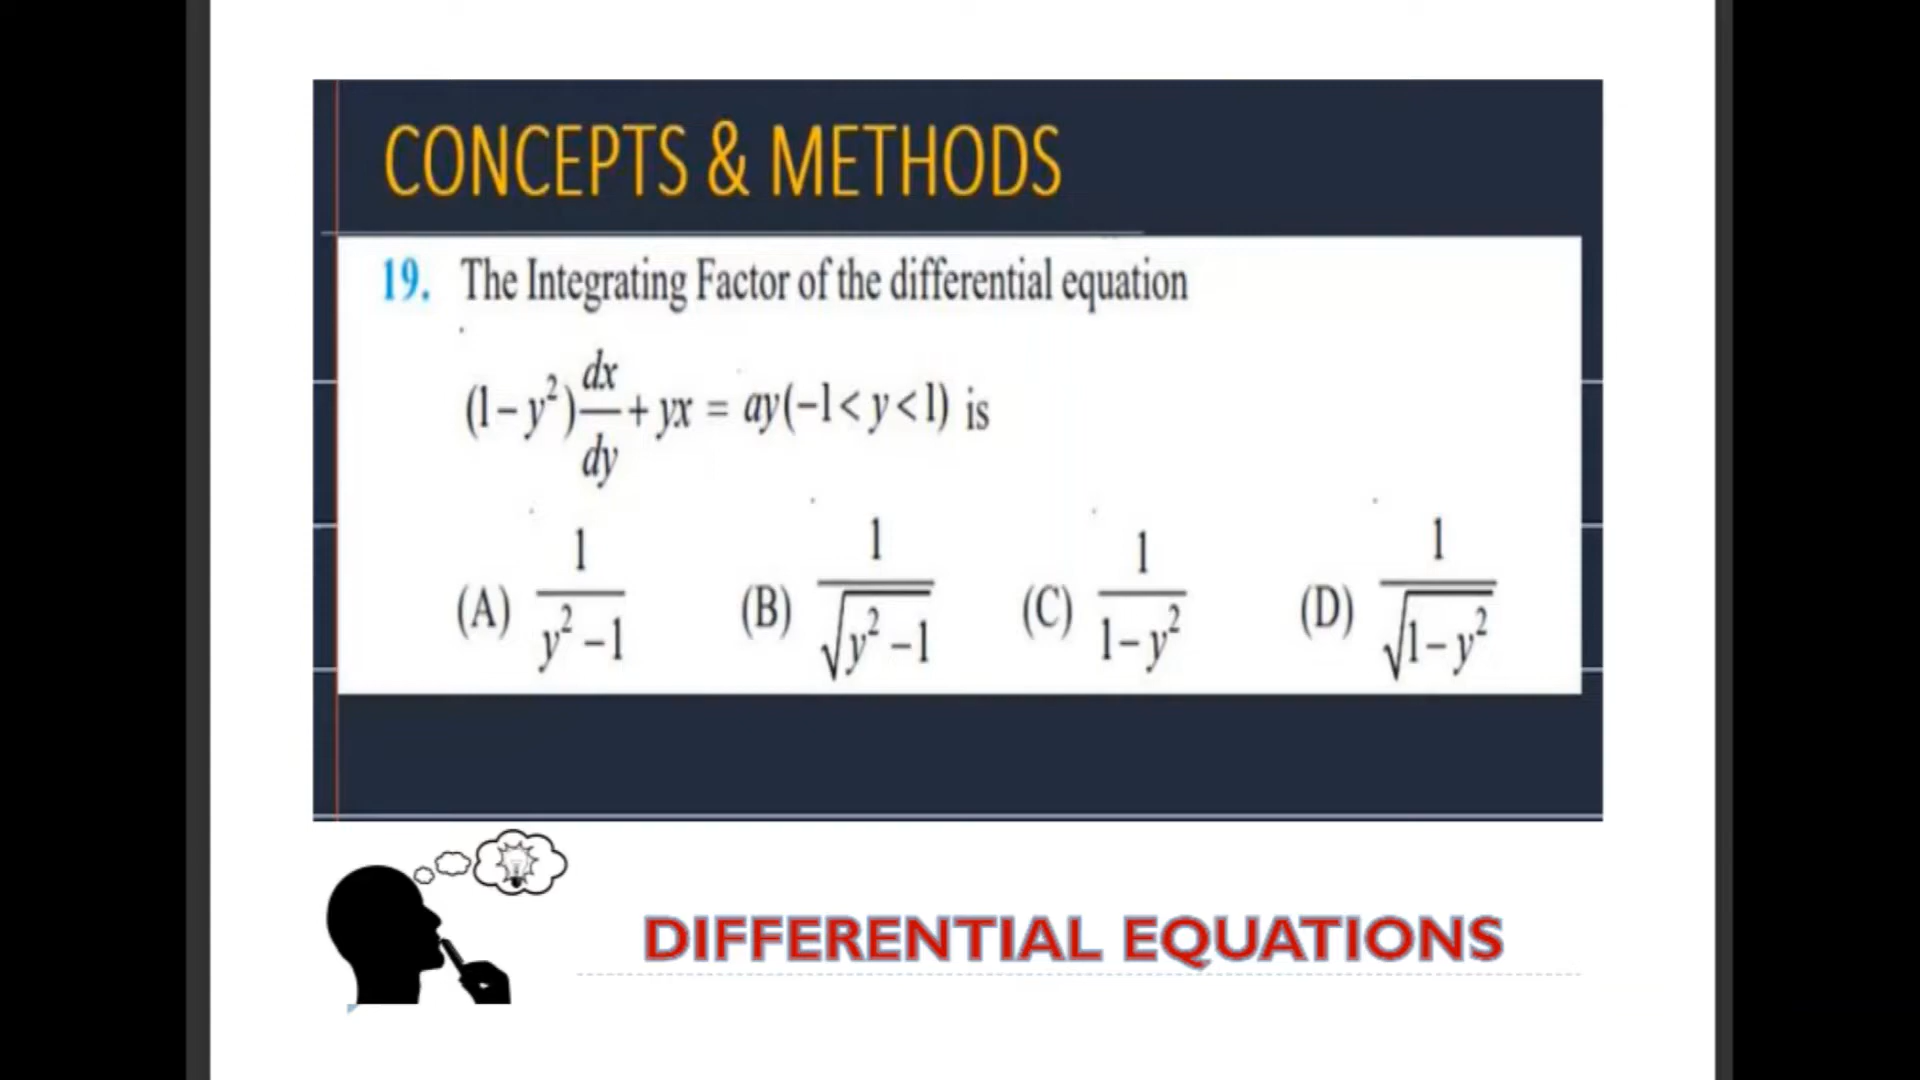 CONCEPTS & METHODS
19. The Integrating Factor of the differential equation
(1 – y²) dx/dy + yx = ay(–1 < y < 1) is
(A) 1/(y² – 1) (B) 1/√(y² – 1) (C) 1/(1 – y²) (D) 1/√(1 – y²)
DIFFERENTIAL EQUATIONS